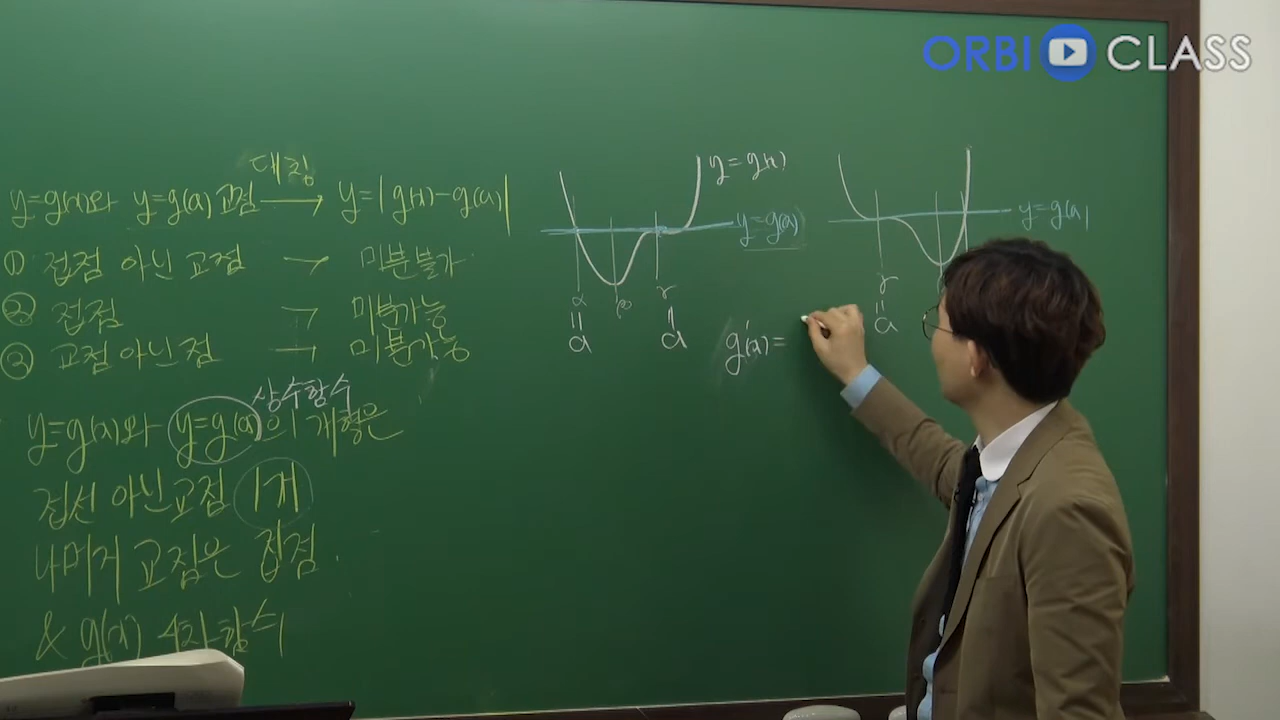 ORBI CLASS
대칭
y=g(x)와 y=g(a) 교점 → y=|g(x)-g(a)|
① 접점 아닌 교점 → 미분불가
② 접점 → 미분가능
③ 교점 아닌 점 → 미분가능
상수함수
y=g(x)와 y=g(a)의 개형은
접선 아닌 교점 1개
나머지 교점은 접점.
& g(x) 4차함수
y=g(x)
y=g(a)
α β r
= =
a a
y=g(a)
r
=
a
g'(x)=